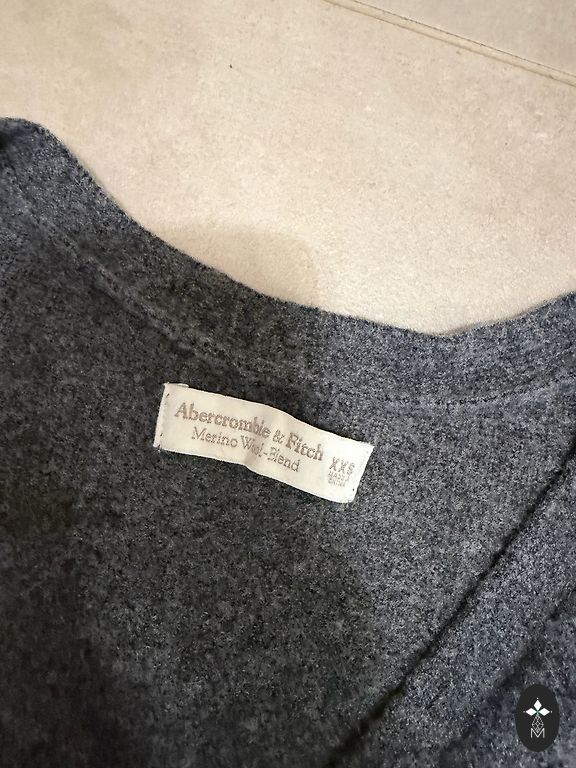 Abercrombie & Fitch
Merino Wool-Blend
XXS
M